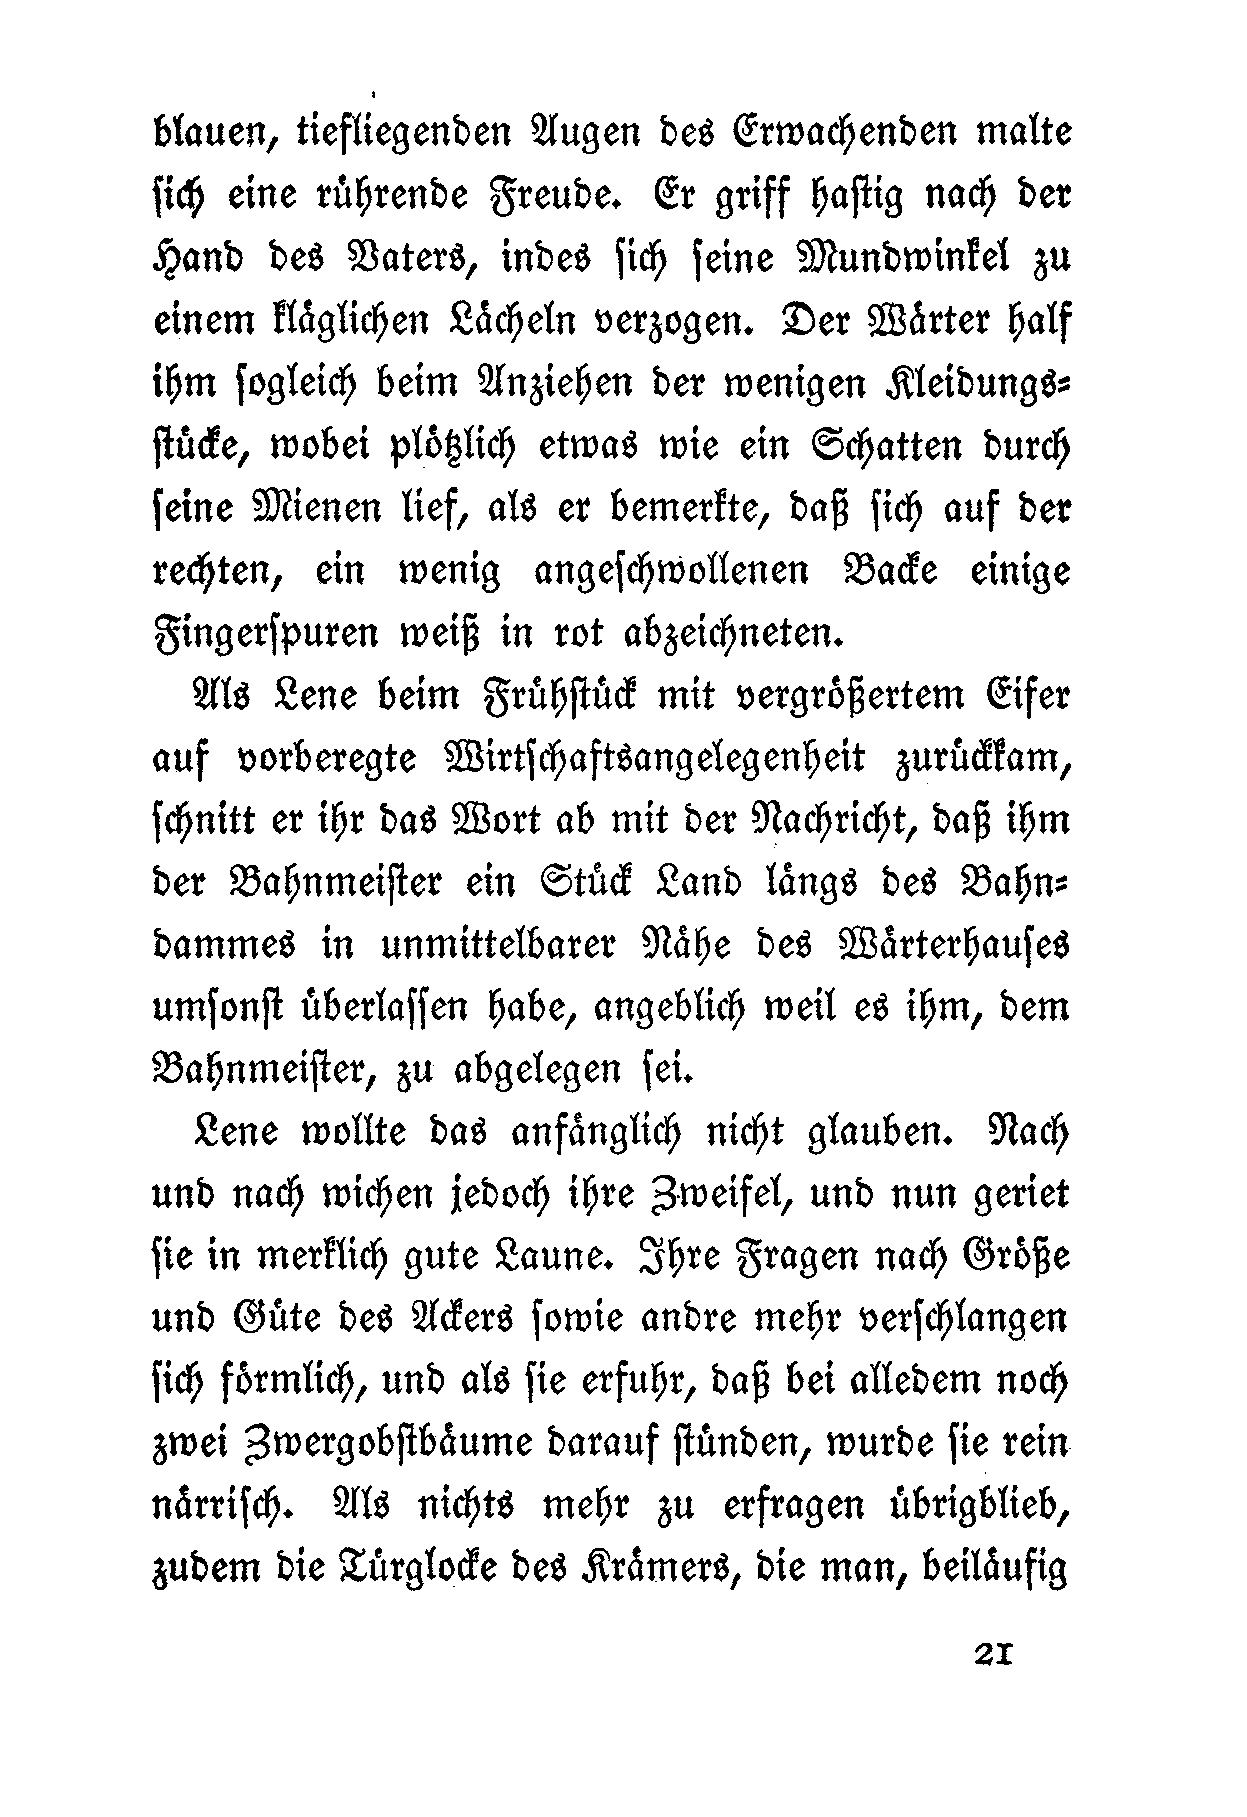 blauen, tiefliegenden Augen des Erwachenden malte
ſich eine rührende Freude. Er griff haſtig nach der
Hand des Vaters, indes ſich ſeine Mundwinkel zu
einem kläglichen Lächeln verzogen. Der Wärter half
ihm ſogleich beim Anziehen der wenigen Kleidungs⸗
ſtücke, wobei plötzlich etwas wie ein Schatten durch
ſeine Mienen lief, als er bemerkte, daß ſich auf der
rechten, ein wenig angeſchwollenen Backe einige
Fingerſpuren weiß in rot abzeichneten.
Als Lene beim Frühſtück mit vergrößertem Eifer
auf vorberegte Wirtſchaftsangelegenheit zurückkam,
ſchnitt er ihr das Wort ab mit der Nachricht, daß ihm
der Bahnmeiſter ein Stück Land längs des Bahn⸗
dammes in unmittelbarer Nähe des Wärterhauſes
umſonſt überlaſſen habe, angeblich weil es ihm, dem
Bahnmeiſter, zu abgelegen ſei.
Lene wollte das anfänglich nicht glauben. Nach
und nach wichen jedoch ihre Zweifel, und nun geriet
ſie in merklich gute Laune. Ihre Fragen nach Größe
und Güte des Ackers ſowie andre mehr verſchlangen
ſich förmlich, und als ſie erfuhr, daß bei alledem noch
zwei Zwergobſtbäume darauf ſtünden, wurde ſie rein
närriſch. Als nichts mehr zu erfragen übrigblieb,
zudem die Türglocke des Krämers, die man, beiläufig
21